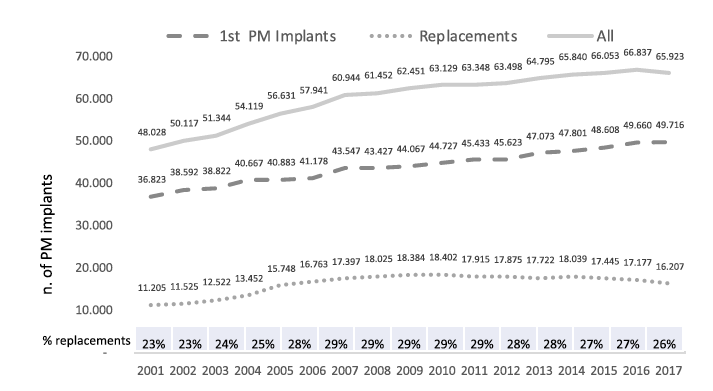 1st PM Implants Replacements All
70.000
60.000
50.000
40.000
30.000
20.000
10.000
-
n. of PM implants
48.028 50.117 51.344 54.119 56.631 57.941 60.944 61.452 62.451 63.129 63.348 63.498 64.795 65.840 66.053 66.837 65.923
36.823 38.592 38.822 40.667 40.883 41.178 43.547 43.427 44.067 44.727 45.433 45.623 47.073 47.801 48.608 49.660 49.716
11.205 11.525 12.522 13.452 15.748 16.763 17.397 18.025 18.384 18.402 17.915 17.875 17.722 18.039 17.445 17.177 16.207
% replacements 23% 23% 24% 25% 28% 29% 29% 29% 29% 29% 28% 28% 27% 27% 26%
2001 2002 2003 2004 2005 2006 2007 2008 2009 2010 2011 2012 2013 2014 2015 2016 2017